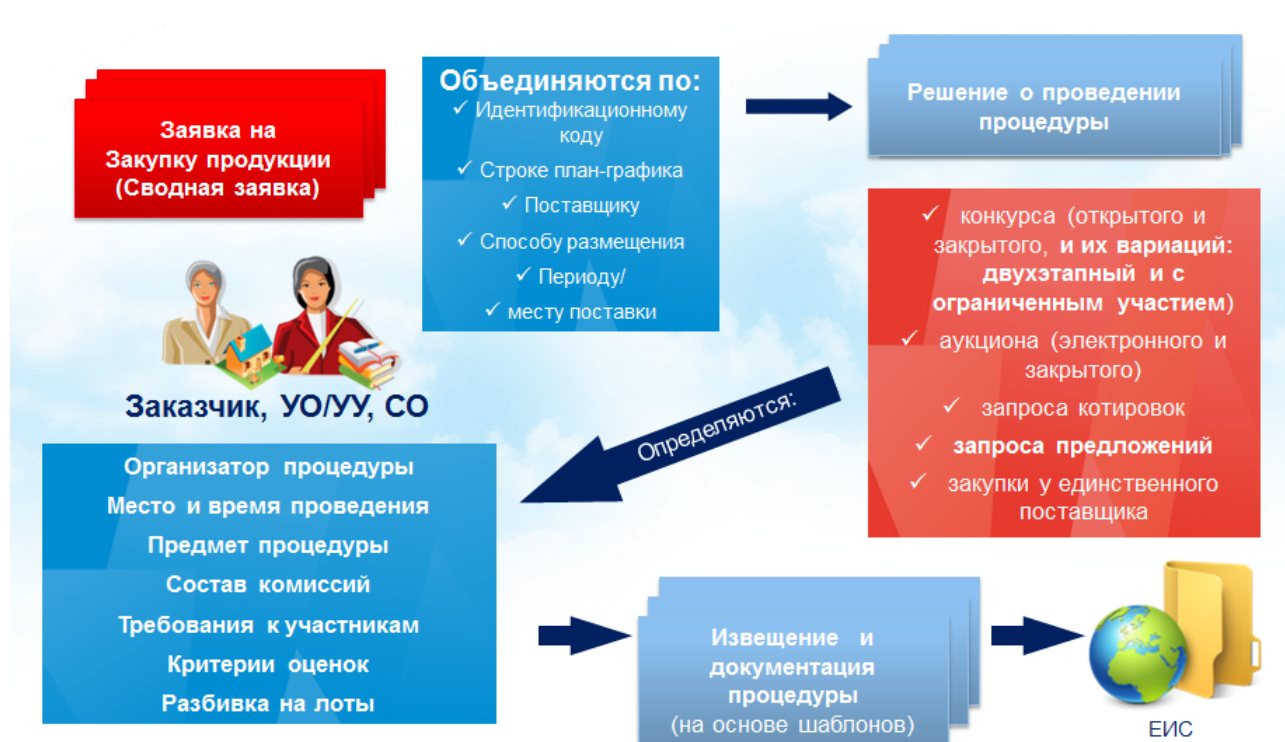 Заявка на
Закупку продукции
(Сводная заявка)
Объединяются по:
✓ Идентификационному
коду
✓ Строке план-графика
✓ Поставщику
✓ Способу размещения
✓ Периоду/
✓ месту поставки
Решение о проведении
процедуры
✓ конкурса (открытого и
закрытого, и их вариаций:
двухэтапный и с
ограниченным участием)
✓ аукциона (электронного и
закрытого)
✓ запроса котировок
✓ запроса предложений
✓ закупки у единственного
поставщика
Заказчик, УО/УУ, СО
Определяются:
Организатор процедуры
Место и время проведения
Предмет процедуры
Состав комиссий
Требования к участникам
Критерии оценок
Разбивка на лоты
Извещение и
документация
процедуры
(на основе шаблонов)
ЕИС